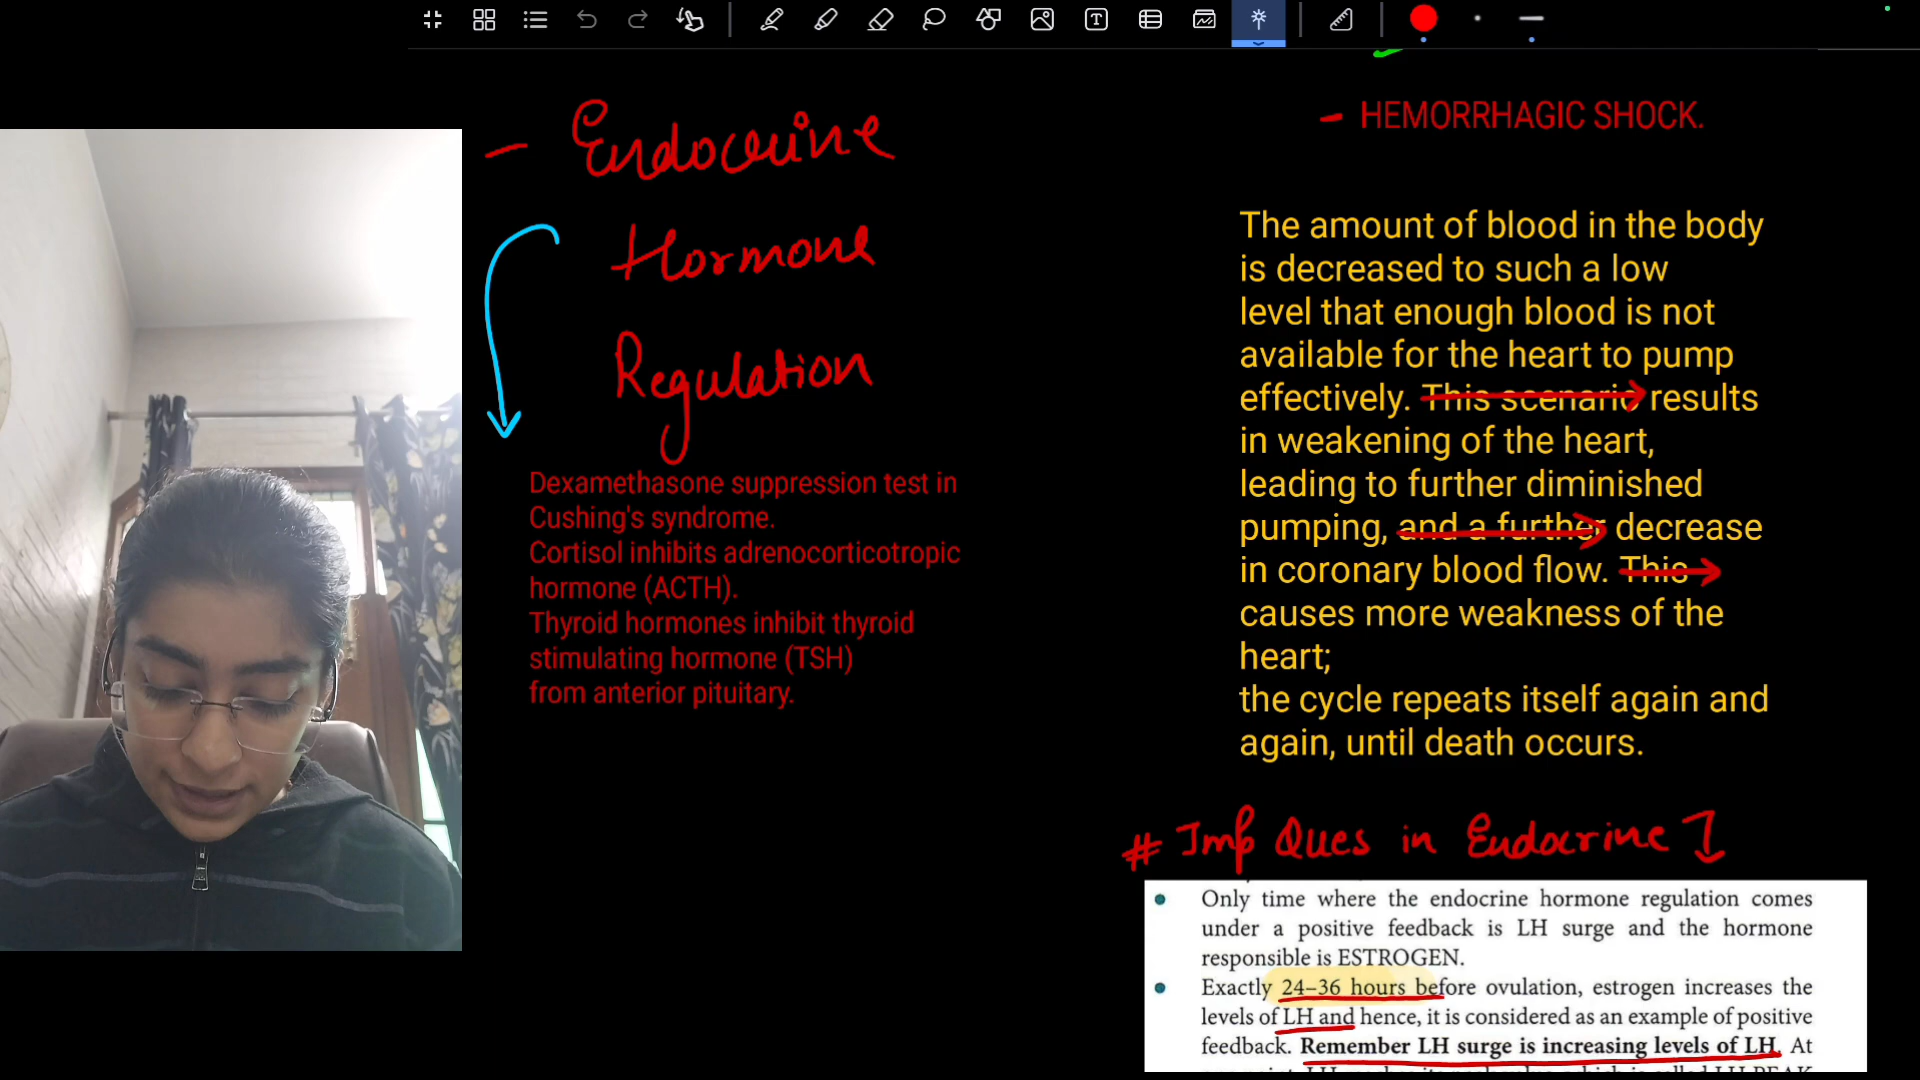 - Endocrine
Hormone
Regulation
Dexamethasone suppression test in
Cushing's syndrome.
Cortisol inhibits adrenocorticotropic
hormone (ACTH).
Thyroid hormones inhibit thyroid
stimulating hormone (TSH)
from anterior pituitary.
- HEMORRHAGIC SHOCK.
The amount of blood in the body
is decreased to such a low
level that enough blood is not
available for the heart to pump
effectively. This scenario results
in weakening of the heart,
leading to further diminished
pumping, and a further decrease
in coronary blood flow. This
causes more weakness of the
heart;
the cycle repeats itself again and
again, until death occurs.
# Imp Ques in Endocrine
• Only time where the endocrine hormone regulation comes
under a positive feedback is LH surge and the hormone
responsible is ESTROGEN.
• Exactly 24–36 hours before ovulation, estrogen increases the
levels of LH and hence, it is considered as an example of positive
feedback. Remember LH surge is increasing levels of LH. At